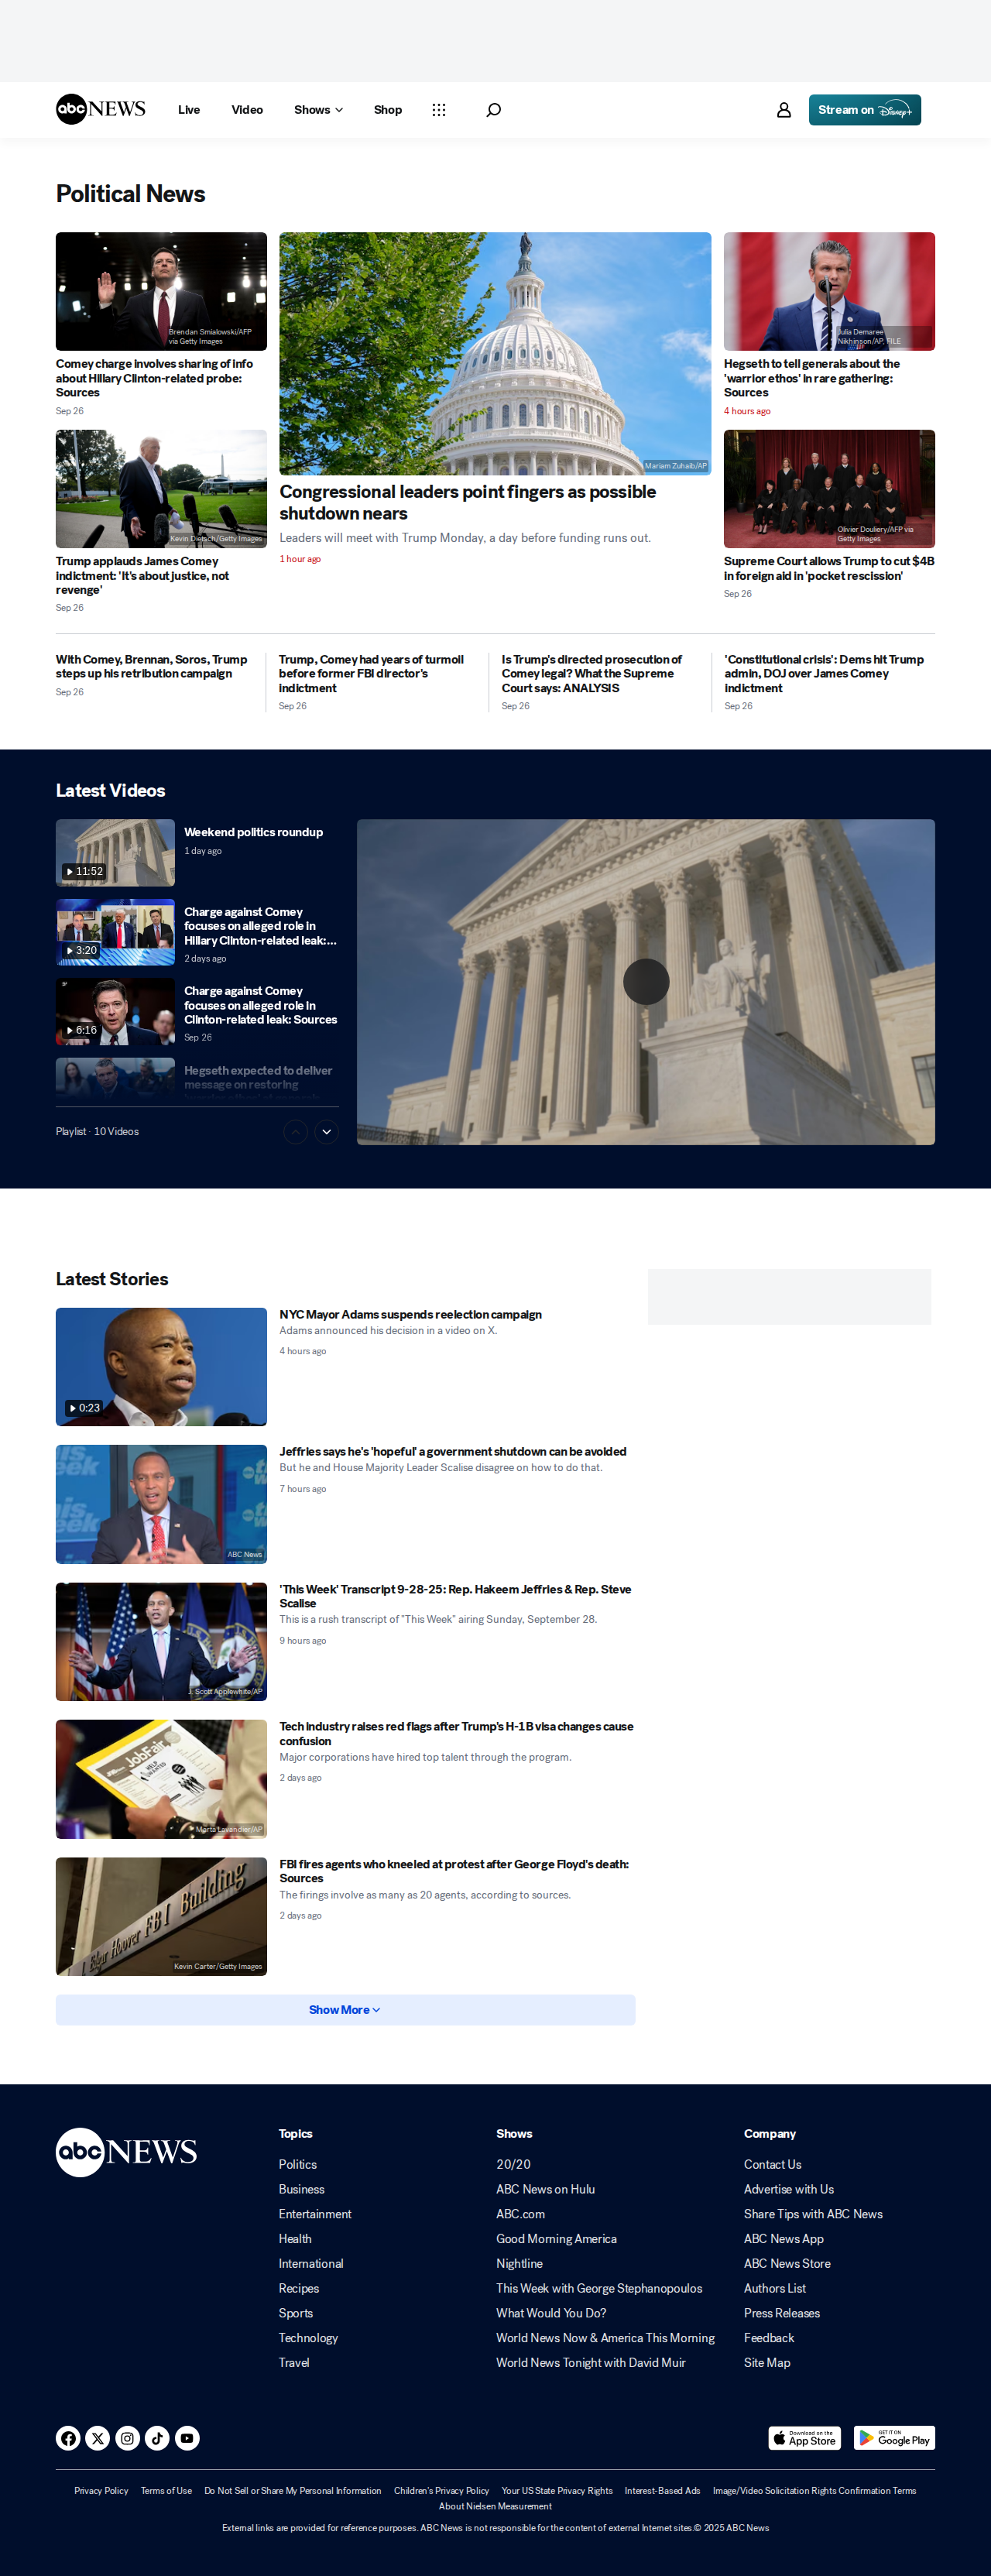 abc NEWS
Live
Video
Shows
Shop
Stream on Disney+
Political News
Brendan Smialowski/AFP
via Getty Images
Comey charge involves sharing of info
about Hillary Clinton-related probe:
Sources
Sep 26
Kevin Dietsch/Getty Images
Trump applauds James Comey
indictment: 'It's about justice, not
revenge'
Sep 26
Mariam Zuhaib/AP
Congressional leaders point fingers as possible
shutdown nears
Leaders will meet with Trump Monday, a day before funding runs out.
1 hour ago
Julia Demaree
Nikhinson/AP, FILE
Hegseth to tell generals about the
'warrior ethos' in rare gathering:
Sources
4 hours ago
Olivier Douliery/AFP via
Getty Images
Supreme Court allows Trump to cut $4B
in foreign aid in 'pocket rescission'
Sep 26
With Comey, Brennan, Soros, Trump
steps up his retribution campaign
Sep 26
Trump, Comey had years of turmoil
before former FBI director's
indictment
Sep 26
Is Trump's directed prosecution of
Comey legal? What the Supreme
Court says: ANALYSIS
Sep 26
'Constitutional crisis': Dems hit Trump
admin, DOJ over James Comey
indictment
Sep 26
Latest Videos
11:52
Weekend politics roundup
1 day ago
3:20
Charge against Comey
focuses on alleged role in
Hillary Clinton-related leak:...
2 days ago
6:16
Charge against Comey
focuses on alleged role in
Clinton-related leak: Sources
Sep 26
Hegseth expected to deliver
message on restoring
Playlist · 10 Videos
Latest Stories
0:23
NYC Mayor Adams suspends reelection campaign
Adams announced his decision in a video on X.
4 hours ago
this
week
ABC News
Jeffries says he's 'hopeful' a government shutdown can be avoided
But he and House Majority Leader Scalise disagree on how to do that.
7 hours ago
J. Scott Applewhite/AP
'This Week' Transcript 9-28-25: Rep. Hakeem Jeffries & Rep. Steve
Scalise
This is a rush transcript of "This Week" airing Sunday, September 28.
9 hours ago
JobFair
HELP
WANTED
Marta Lavandier/AP
Tech industry raises red flags after Trump's H-1B visa changes cause
confusion
Major corporations have hired top talent through the program.
2 days ago
Edgar Hoover FBI Building
Kevin Carter/Getty Images
FBI fires agents who kneeled at protest after George Floyd's death:
Sources
The firings involve as many as 20 agents, according to sources.
2 days ago
Show More
abc NEWS
Topics
Politics
Business
Entertainment
Health
International
Recipes
Sports
Technology
Travel
Shows
20/20
ABC News on Hulu
ABC.com
Good Morning America
Nightline
This Week with George Stephanopoulos
What Would You Do?
World News Now & America This Morning
World News Tonight with David Muir
Company
Contact Us
Advertise with Us
Share Tips with ABC News
ABC News App
ABC News Store
Authors List
Press Releases
Feedback
Site Map
Download on the
App Store
GET IT ON
Google Play
Privacy Policy Terms of Use Do Not Sell or Share My Personal Information Children's Privacy Policy Your US State Privacy Rights Interest-Based Ads Image/Video Solicitation Rights Confirmation Terms
About Nielsen Measurement
External links are provided for reference purposes. ABC News is not responsible for the content of external Internet sites.© 2025 ABC News